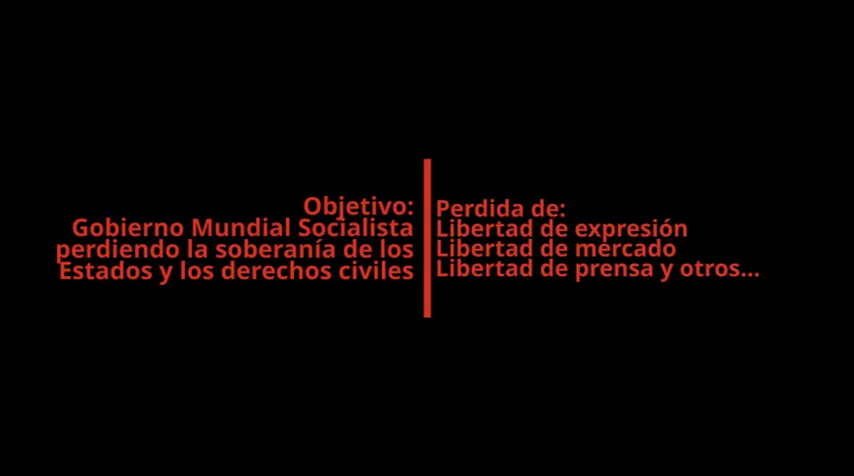 Objetivo:
Gobierno Mundial Socialista
perdiendo la soberanía de los
Estados y los derechos civiles
Perdida de:
Libertad de expresión
Libertad de mercado
Libertad de prensa y otros...